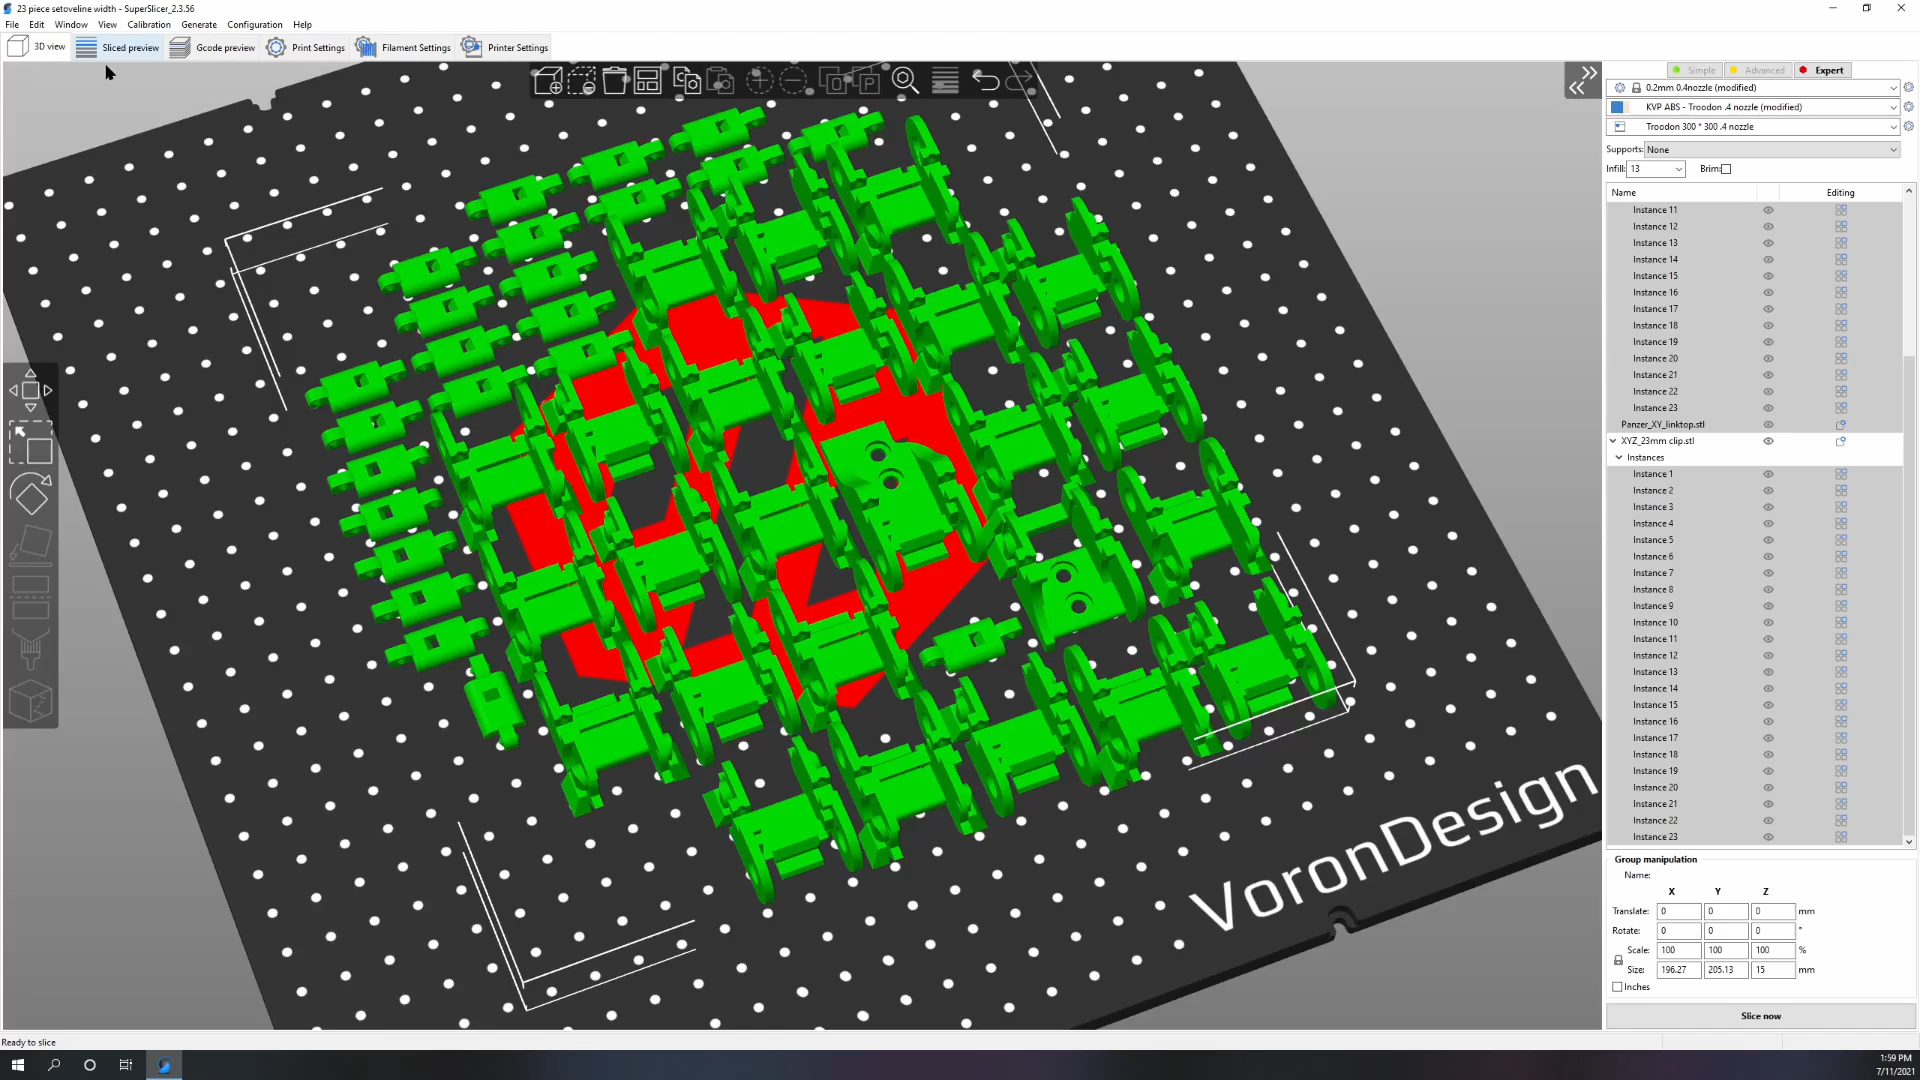 23 piece setoveline width - SuperSlicer_2.3.56
File Edit Window View Calibration Generate Configuration Help
3D view Sliced preview Gcode preview Print Settings Filament Settings Printer Settings
Simple Advanced Expert
0.2mm 0.4nozzle (modified)
KVP ABS - Troodon .4 nozzle (modified)
Troodon 300 * 300 .4 nozzle
Supports: None
Infill: 13 Brim:
Name Editing
Instance 11
Instance 12
Instance 13
Instance 14
Instance 15
Instance 16
Instance 17
Instance 18
Instance 19
Instance 20
Instance 21
Instance 22
Instance 23
Panzer_XY_linktop.stl
XYZ_23mm clip.stl
Instances
Instance 1
Instance 2
Instance 3
Instance 4
Instance 5
Instance 6
Instance 7
Instance 8
Instance 9
Instance 10
Instance 11
Instance 12
Instance 13
Instance 14
Instance 15
Instance 16
Instance 17
Instance 18
Instance 19
Instance 20
Instance 21
Instance 22
Instance 23
VoronDesign
Group manipulation
Name:
X Y Z
Translate: 0 0 0 mm
Rotate: 0 0 0 °
Scale: 100 100 100 %
Size: 196.27 205.13 15 mm
Inches
Slice now
Ready to slice
1:59 PM
7/11/2021